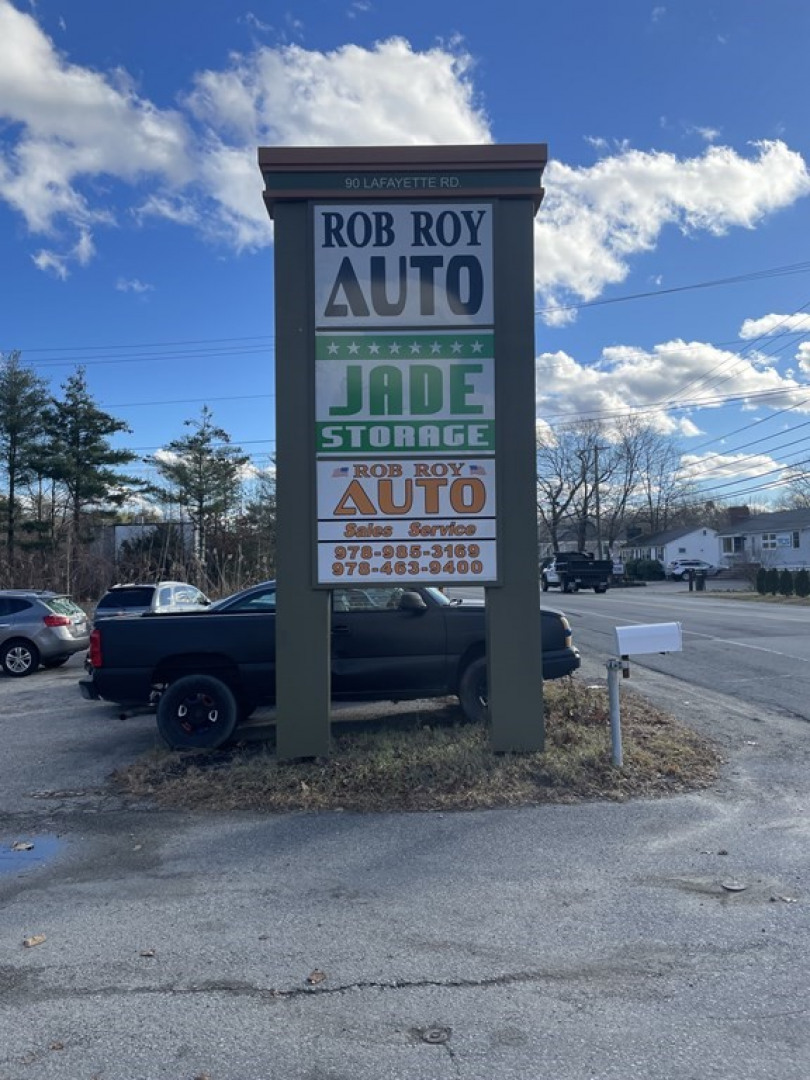 90 LAFAYETTE RD.
ROB ROY
AUTO
JADE
STORAGE
ROB ROY
AUTO
Sales Service
978-985-3169
978-463-9400